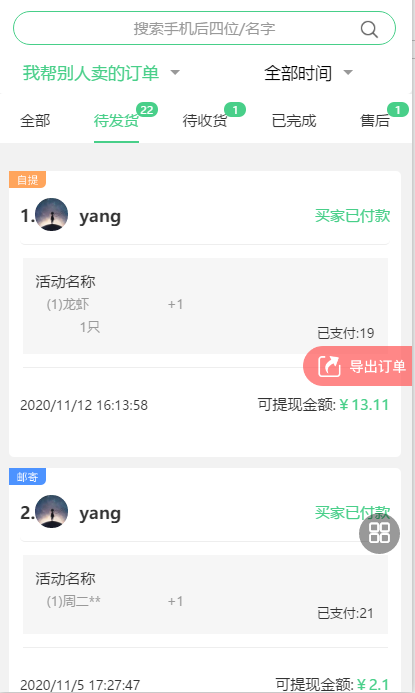 搜索手机后四位/名字
我帮别人卖的订单 全部时间
全部 待发货 22 待收货 1 已完成 售后 1
自提
1. yang 买家已付款
活动名称
(1)龙虾 +1
1只
已支付:19
导出订单
2020/11/12 16:13:58 可提现金额:￥13.11
邮寄
2. yang 买家已付款
活动名称
(1)周二** +1
已支付:21
2020/11/5 17:27:47 可提现金额:￥2.1